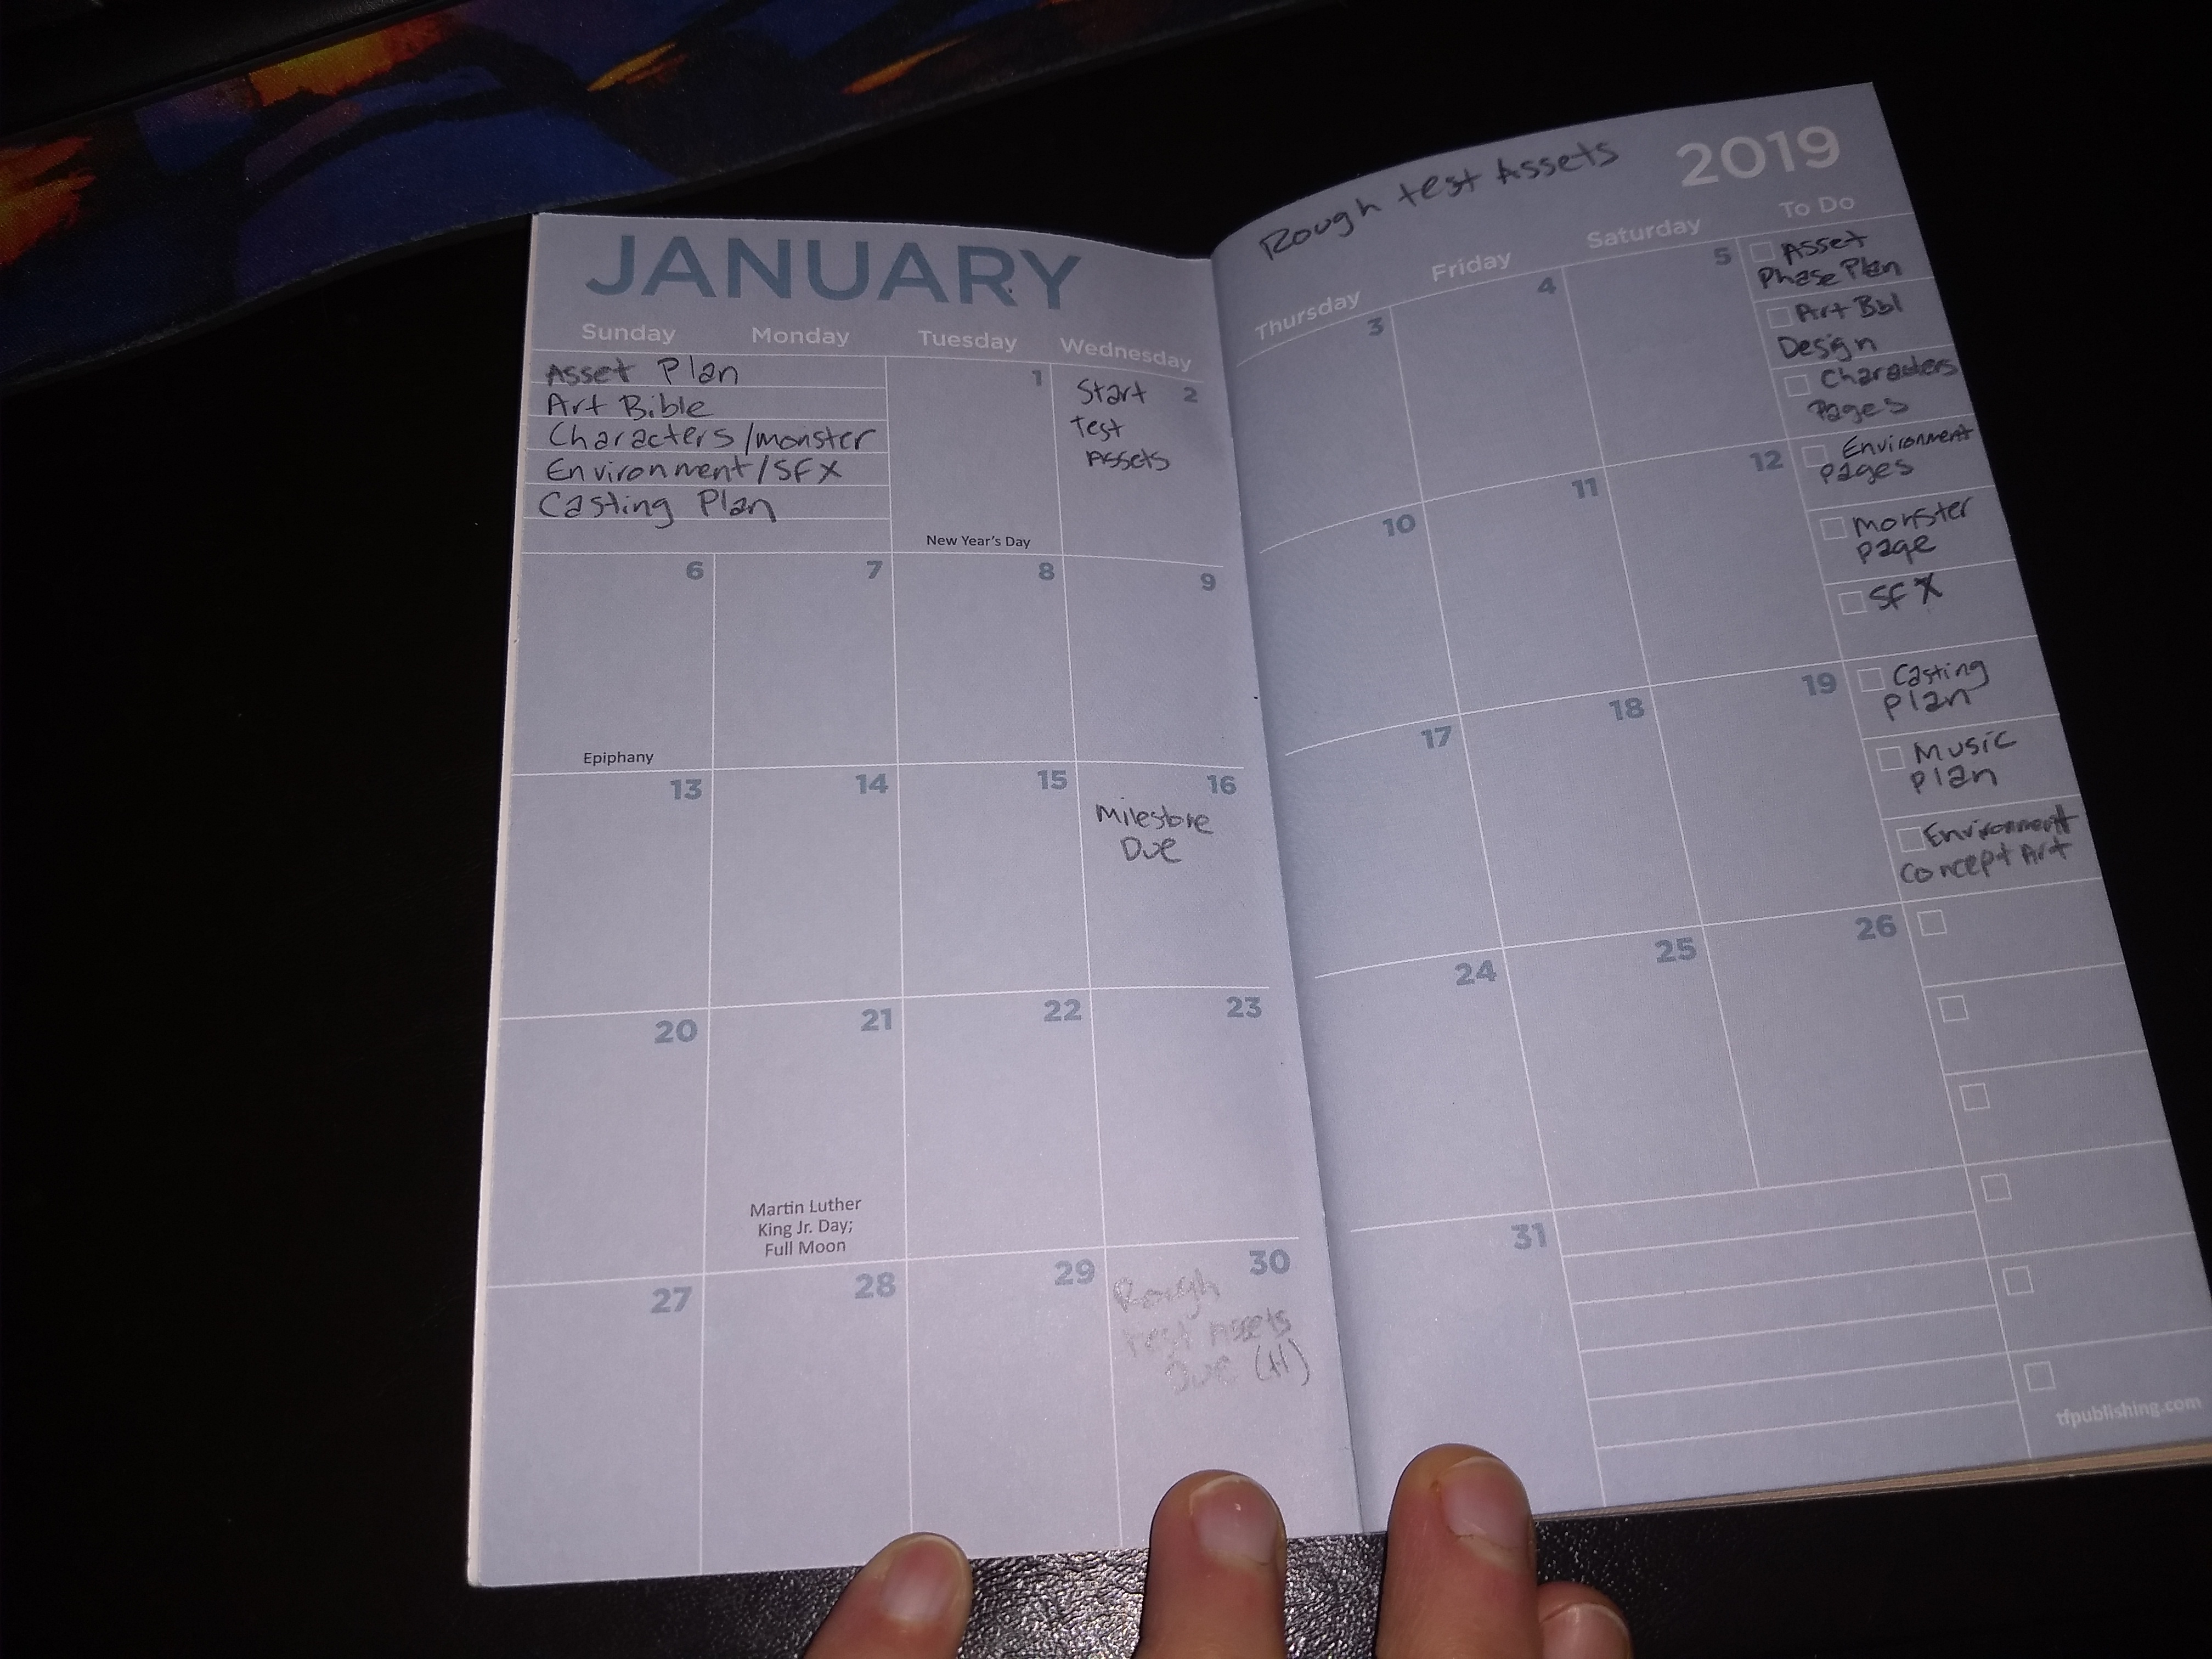 JANUARY
Sunday Monday Tuesday Wednesday
Asset Plan
Art Bible
Characters/monster
Environment/SFX
Casting Plan
1
New Year's Day
2
Start
Test
Assets
6
Epiphany
7
8
9
13
14
15
16
Milestone
Due
20
21
Martin Luther
King Jr. Day;
Full Moon
22
23
27
28
29
30
Rough
Test Assets
Due (H)
Rough test Assets
2019
Thursday Friday Saturday To Do
3
4
5
10
11
12
17
18
19
24
25
26
31
Asset
Phase Plan
Art Bbl
Design
Characters
Pages
Environment
pages
Monster
page
SFX
Casting
Plan
Music
Plan
Environment
Concept Art
tfpublishing.com